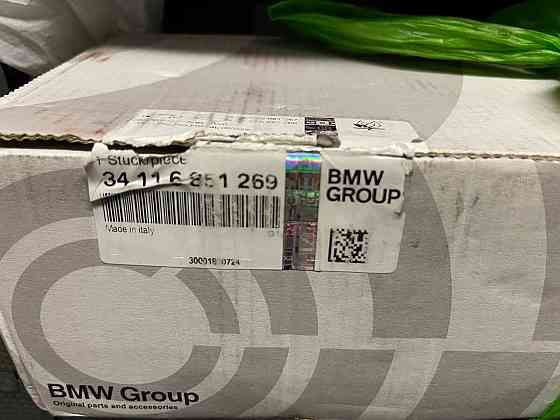 1 Stück/piece
34 11 6 851 269
BMW
GROUP
Made in Italy
BMW Group
Original parts and accessories